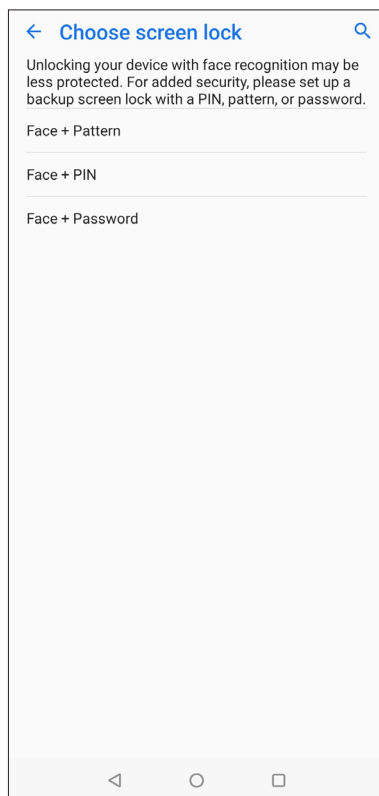 Choose screen lock
Unlocking your device with face recognition may be
less protected. For added security, please set up a
backup screen lock with a PIN, pattern, or password.
Face + Pattern
Face + PIN
Face + Password